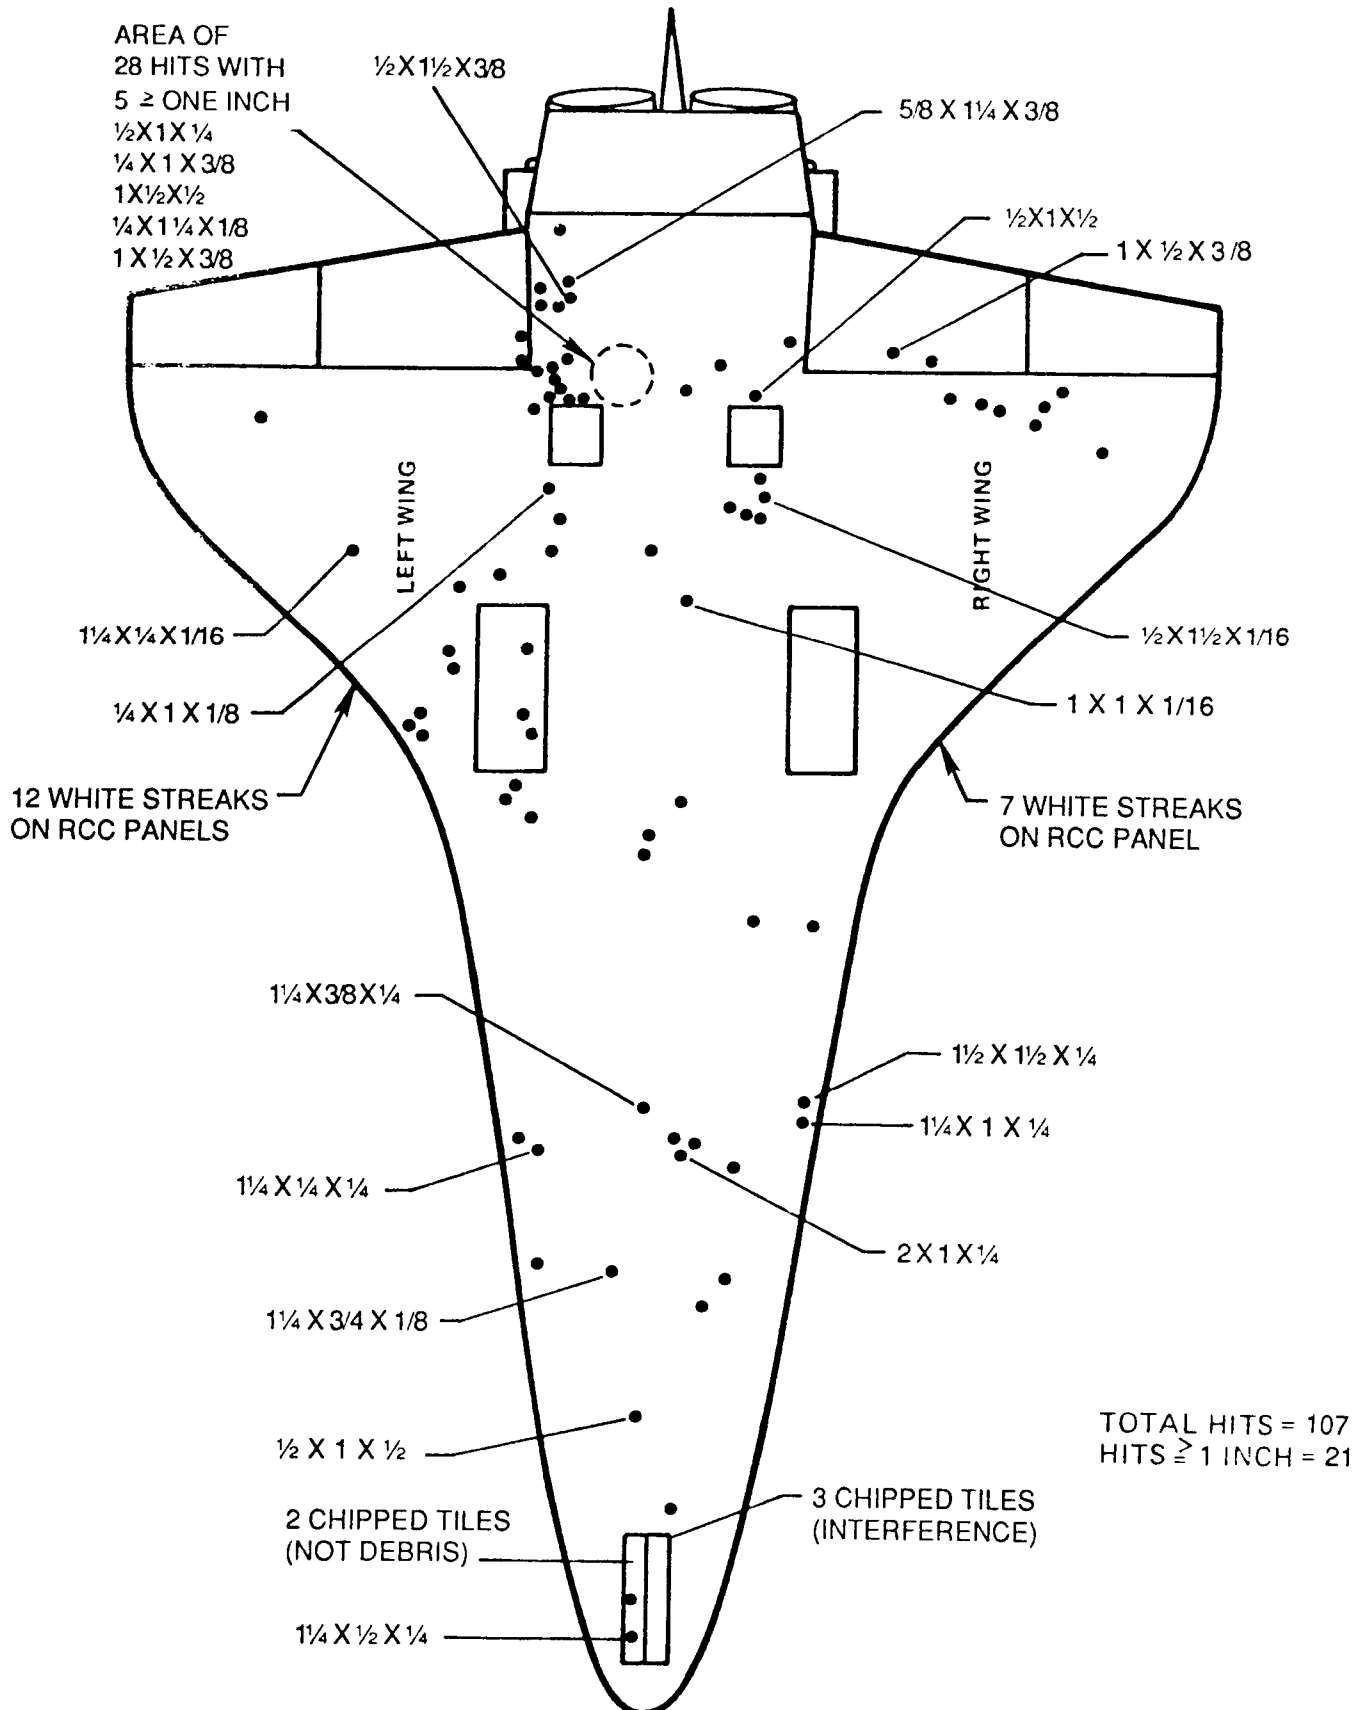 AREA OF
28 HITS WITH
5 ≥ ONE INCH
½X1X¼
¼X1X3/8
1X½X½
¼X1¼X1/8
1X½X3/8
½X1½X3/8
5/8 X 1¼ X 3/8
½X1X½
1 X ½ X 3/8
LEFT WING
RIGHT WING
1¼X¼X1/16
¼ X 1 X 1/8
½X1½X1/16
1 X 1 X 1/16
12 WHITE STREAKS
ON RCC PANELS
7 WHITE STREAKS
ON RCC PANEL
1¼X3/8X¼
1½ X 1½ X ¼
1¼ X 1 X ¼
1¼ X ¼ X ¼
2 X 1 X ¼
1¼ X 3/4 X 1/8
½ X 1 X ½
TOTAL HITS = 107
HITS ≥ 1 INCH = 21
2 CHIPPED TILES
(NOT DEBRIS)
3 CHIPPED TILES
(INTERFERENCE)
1¼ X ½ X ¼